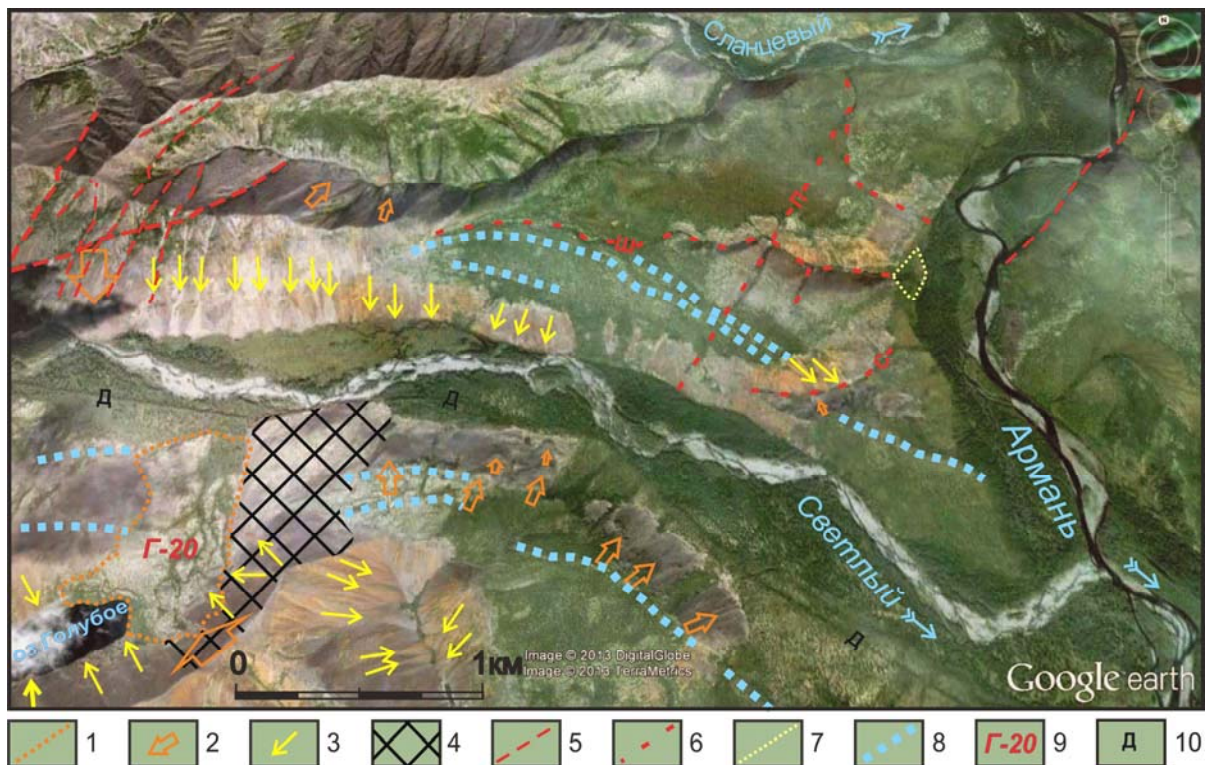 Сланцевый
N
П
Ш
С
Д
Д
Армань
Г-20
Светлый
оз Голубое
Д
0
1км
Image © 2013 DigitalGlobe
Image © 2013 TerraMetrics
Google earth
1
2
3
4
5
6
7
8
Г-20
9
Д
10